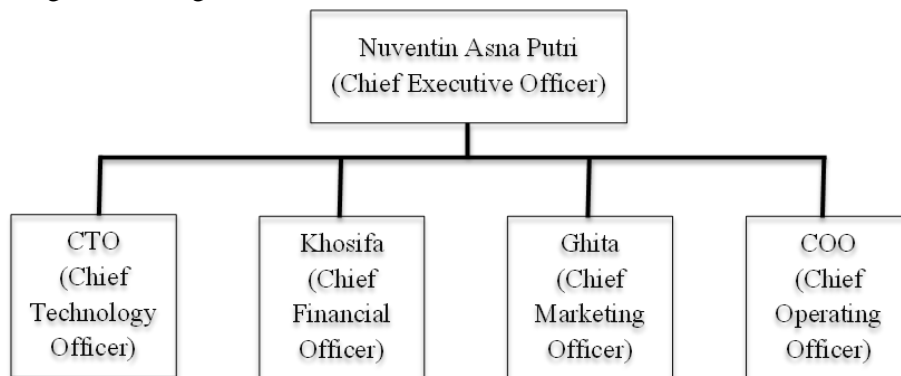 Nuventin Asna Putri
(Chief Executive Officer)
CTO
(Chief
Technology
Officer)
Khosifa
(Chief
Financial
Officer)
Ghita
(Chief
Marketing
Officer)
COO
(Chief
Operating
Officer)